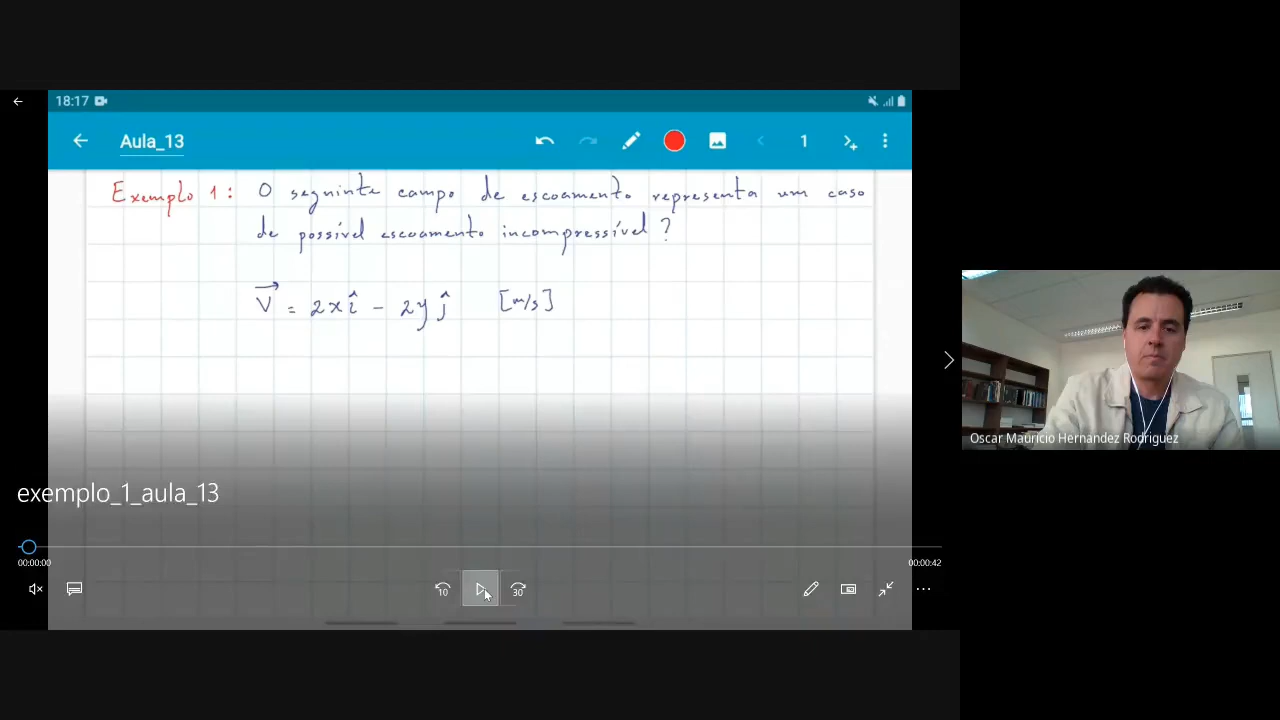 18:17
Aula_13
1
Exemplo 1: O seguinte campo de escoamento representa um caso
de possível escoamento incompressível ?
V⃗ = 2x î − 2y ĵ [m/s]
Oscar Mauricio Hernandez Rodriguez
exemplo_1_aula_13
00:00:00
00:00:42
10
30